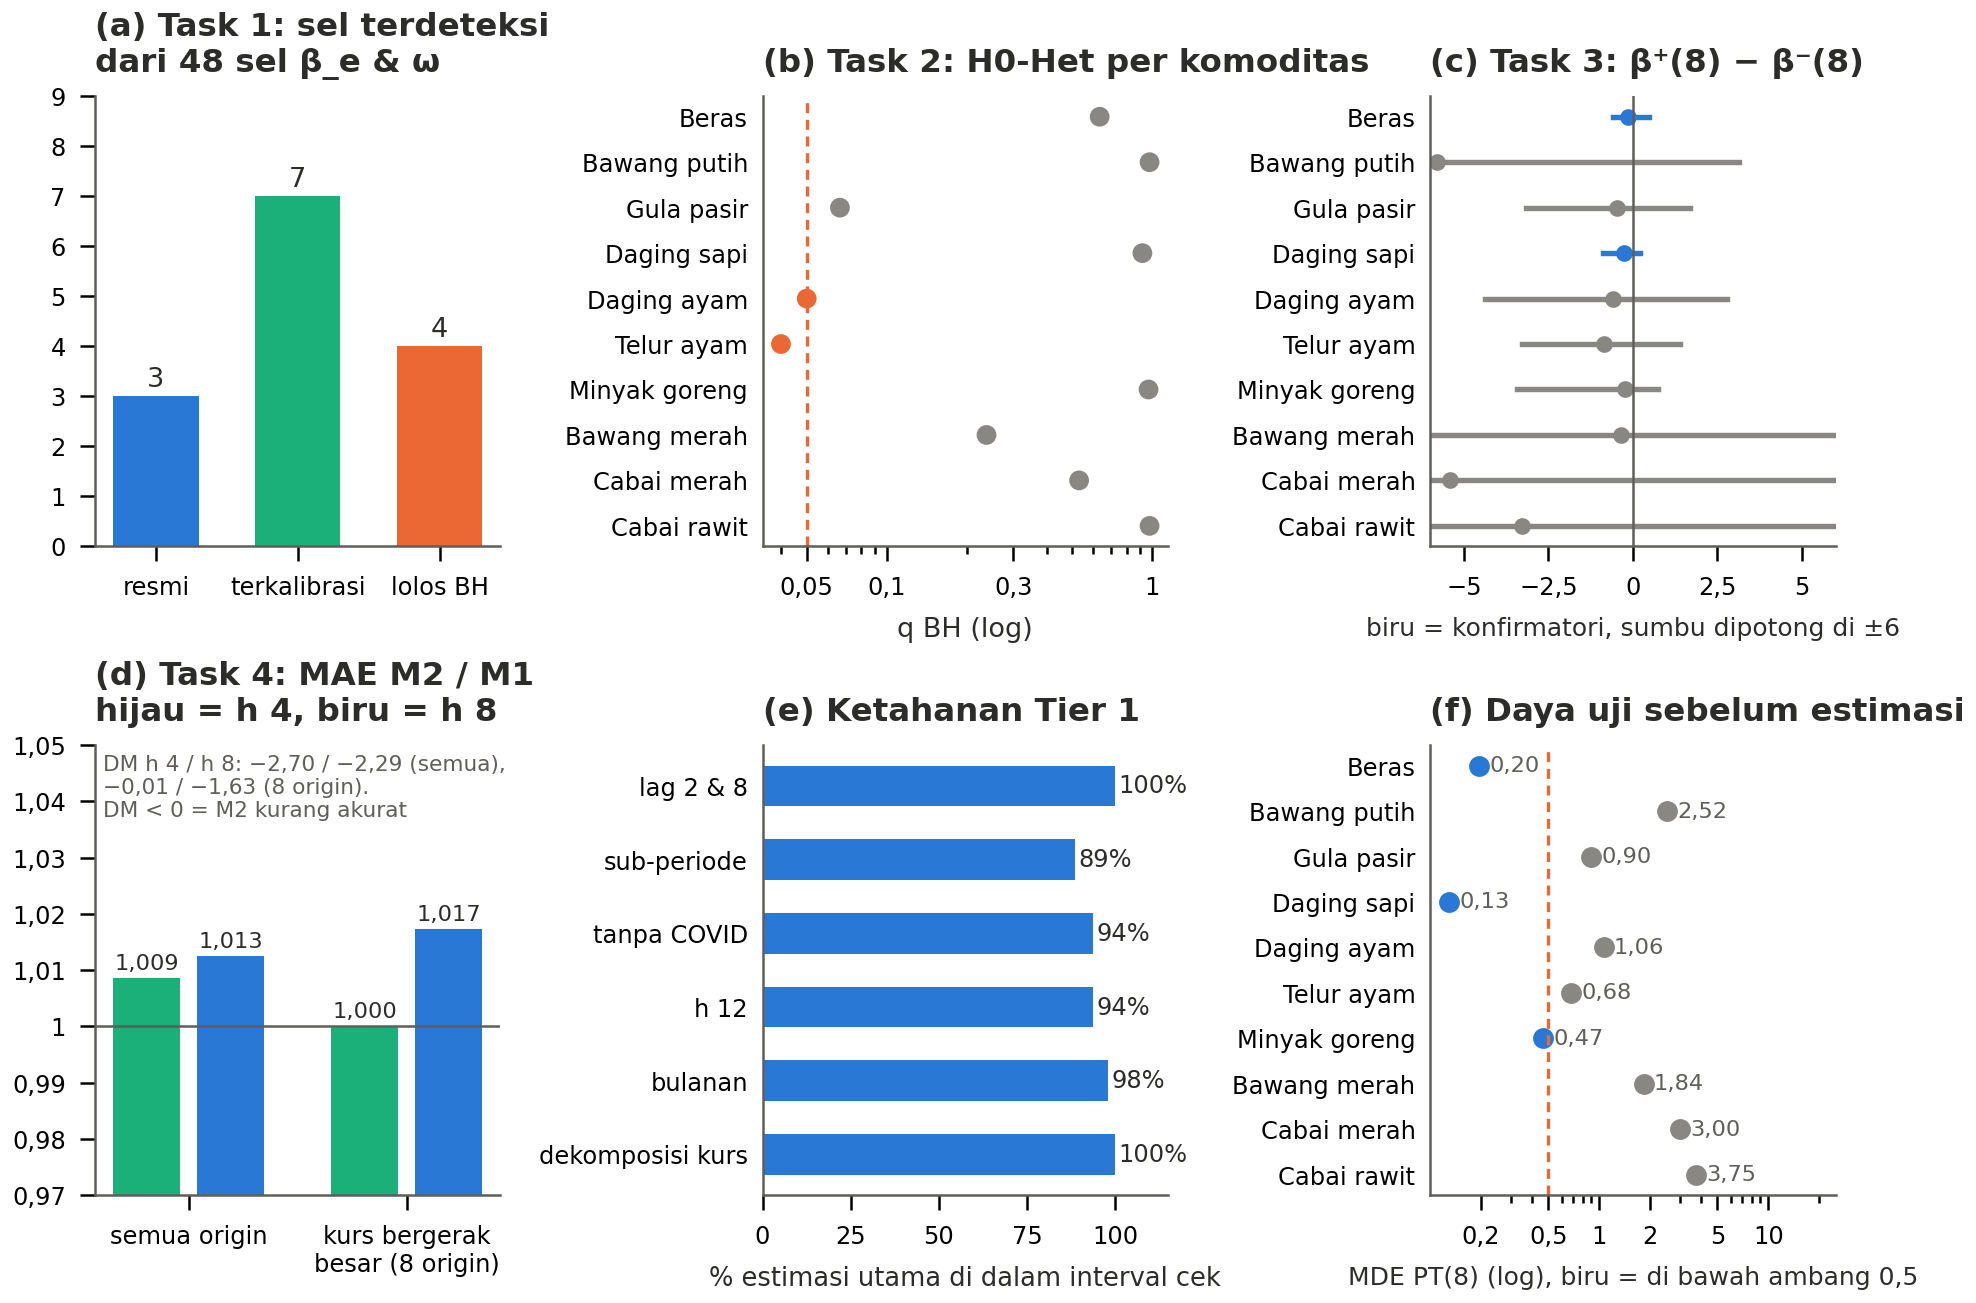 (a) Task 1: sel terdeteksi
dari 48 sel β_e & ω
9
8
7
6
5
4
3
2
1
0
3
7
4
resmi
terkalibrasi
lolos BH
(b) Task 2: H0-Het per komoditas
Beras
Bawang putih
Gula pasir
Daging sapi
Daging ayam
Telur ayam
Minyak goreng
Bawang merah
Cabai merah
Cabai rawit
0,05
0,1
0,3
1
q BH (log)
(c) Task 3: β⁺(8) − β⁻(8)
Beras
Bawang putih
Gula pasir
Daging sapi
Daging ayam
Telur ayam
Minyak goreng
Bawang merah
Cabai merah
Cabai rawit
−5
−2,5
0
2,5
5
biru = konfirmatori, sumbu dipotong di ±6
(d) Task 4: MAE M2 / M1
hijau = h 4, biru = h 8
1,05
1,04
1,03
1,02
1,01
1
0,99
0,98
0,97
DM h 4 / h 8: −2,70 / −2,29 (semua),
−0,01 / −1,63 (8 origin).
DM < 0 = M2 kurang akurat
1,009
1,013
1,000
1,017
semua origin
kurs bergerak
besar (8 origin)
(e) Ketahanan Tier 1
lag 2 & 8
100%
sub-periode
89%
tanpa COVID
94%
h 12
94%
bulanan
98%
dekomposisi kurs
100%
0
25
50
75
100
% estimasi utama di dalam interval cek
(f) Daya uji sebelum estimasi
Beras
0,20
Bawang putih
2,52
Gula pasir
0,90
Daging sapi
0,13
Daging ayam
1,06
Telur ayam
0,68
Minyak goreng
0,47
Bawang merah
1,84
Cabai merah
3,00
Cabai rawit
3,75
0,2
0,5
1
2
5
10
MDE PT(8) (log), biru = di bawah ambang 0,5